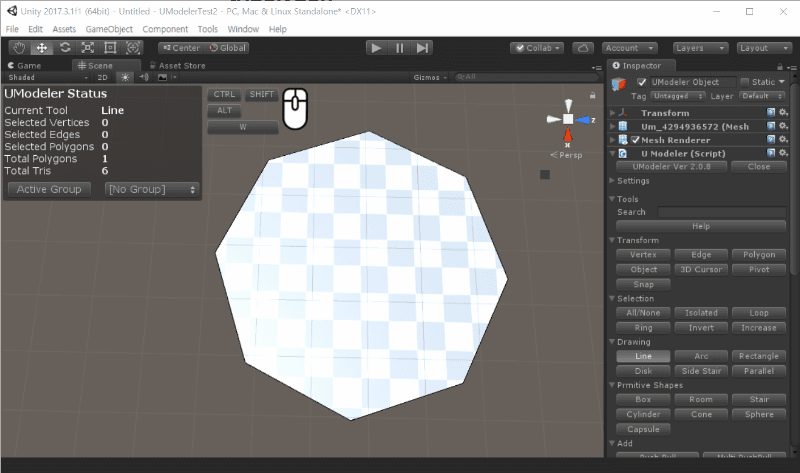 Unity 2017.3.1f1 (64bit) - Untitled - UModelerTest2 - PC, Mac & Linux Standalone* <DX11>
File Edit Assets GameObject Component Tools Window Help
Center Global Collab Account Layers Layout
Game Scene Asset Store
Shaded 2D Gizmos All
UModeler Status
Current Tool Line
Selected Vertices 0
Selected Edges 0
Selected Polygons 0
Total Polygons 1
Total Tris 6
Active Group [No Group]
CTRL SHIFT
ALT
W
z
x
Persp
Inspector
UModeler Object Static
Tag Untagged Layer Default
Transform
Um_4294936572 (Mesh
Mesh Renderer
U Modeler (Script)
UModeler Ver 2.0.8 Close
Settings
Tools
Search
Help
Transform
Vertex Edge Polygon
Object 3D Cursor Pivot
Snap
Selection
All/None Isolated Loop
Ring Invert Increase
Drawing
Line Arc Rectangle
Disk Side Stair Parallel
Prmitive Shapes
Box Room Stair
Cylinder Cone Sphere
Capsule
Add
Push Pull Multi PushPull